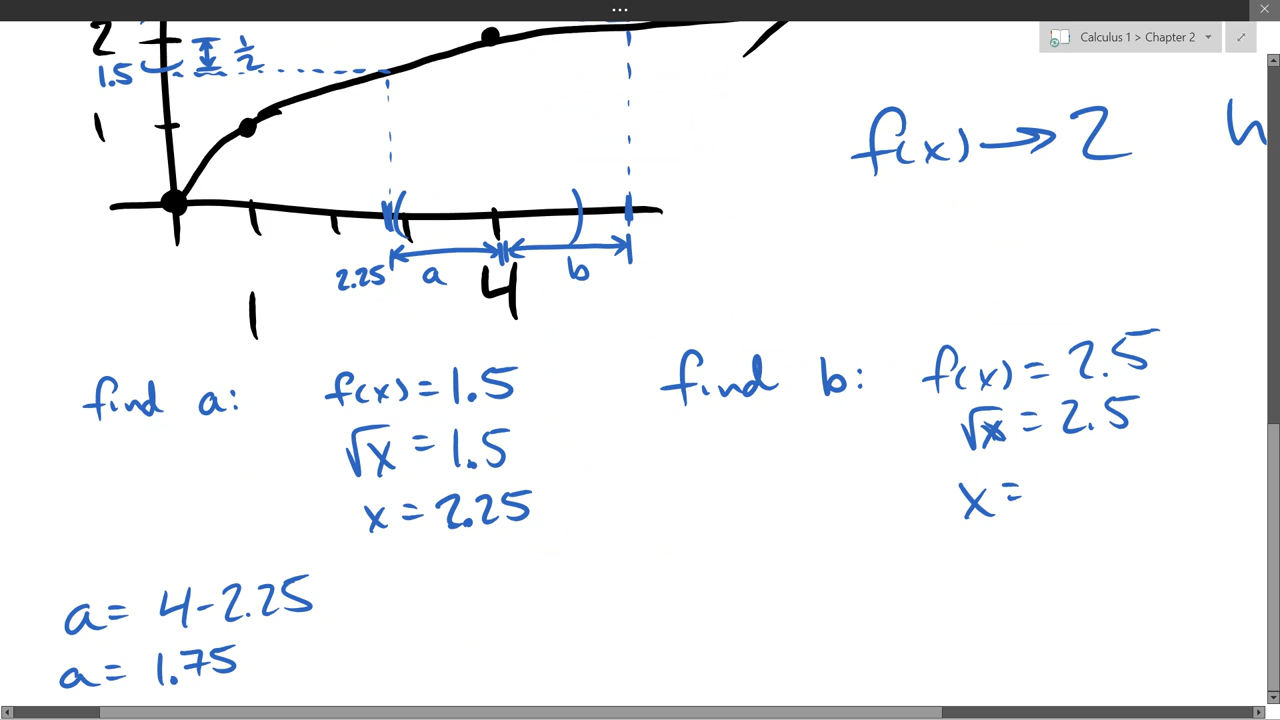 ...
Calculus 1 > Chapter 2
2
1/2
1.5
1
f(x) → 2
h
2.25
a
4
b
1
find a:
f(x) = 1.5
√x = 1.5
x = 2.25
find b:
f(x) = 2.5
√x = 2.5
x =
a = 4 - 2.25
a = 1.75